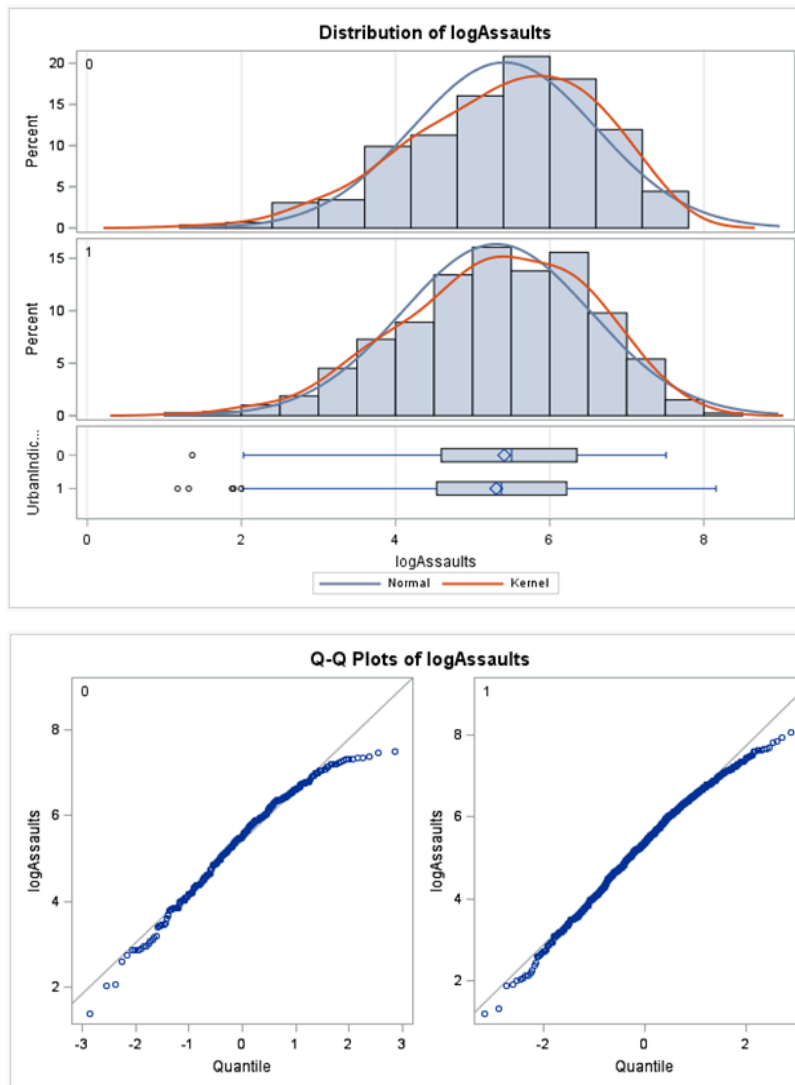 Distribution of logAssaults
0
20
15
10
5
0
Percent
1
15
10
5
0
Percent
0
1
UrbanIndic...
0 2 4 6 8
logAssaults
Normal Kernel
Q-Q Plots of logAssaults
0
8
6
4
2
logAssaults
-3 -2 -1 0 1 2 3
Quantile
1
8
6
4
2
logAssaults
-2 0 2
Quantile